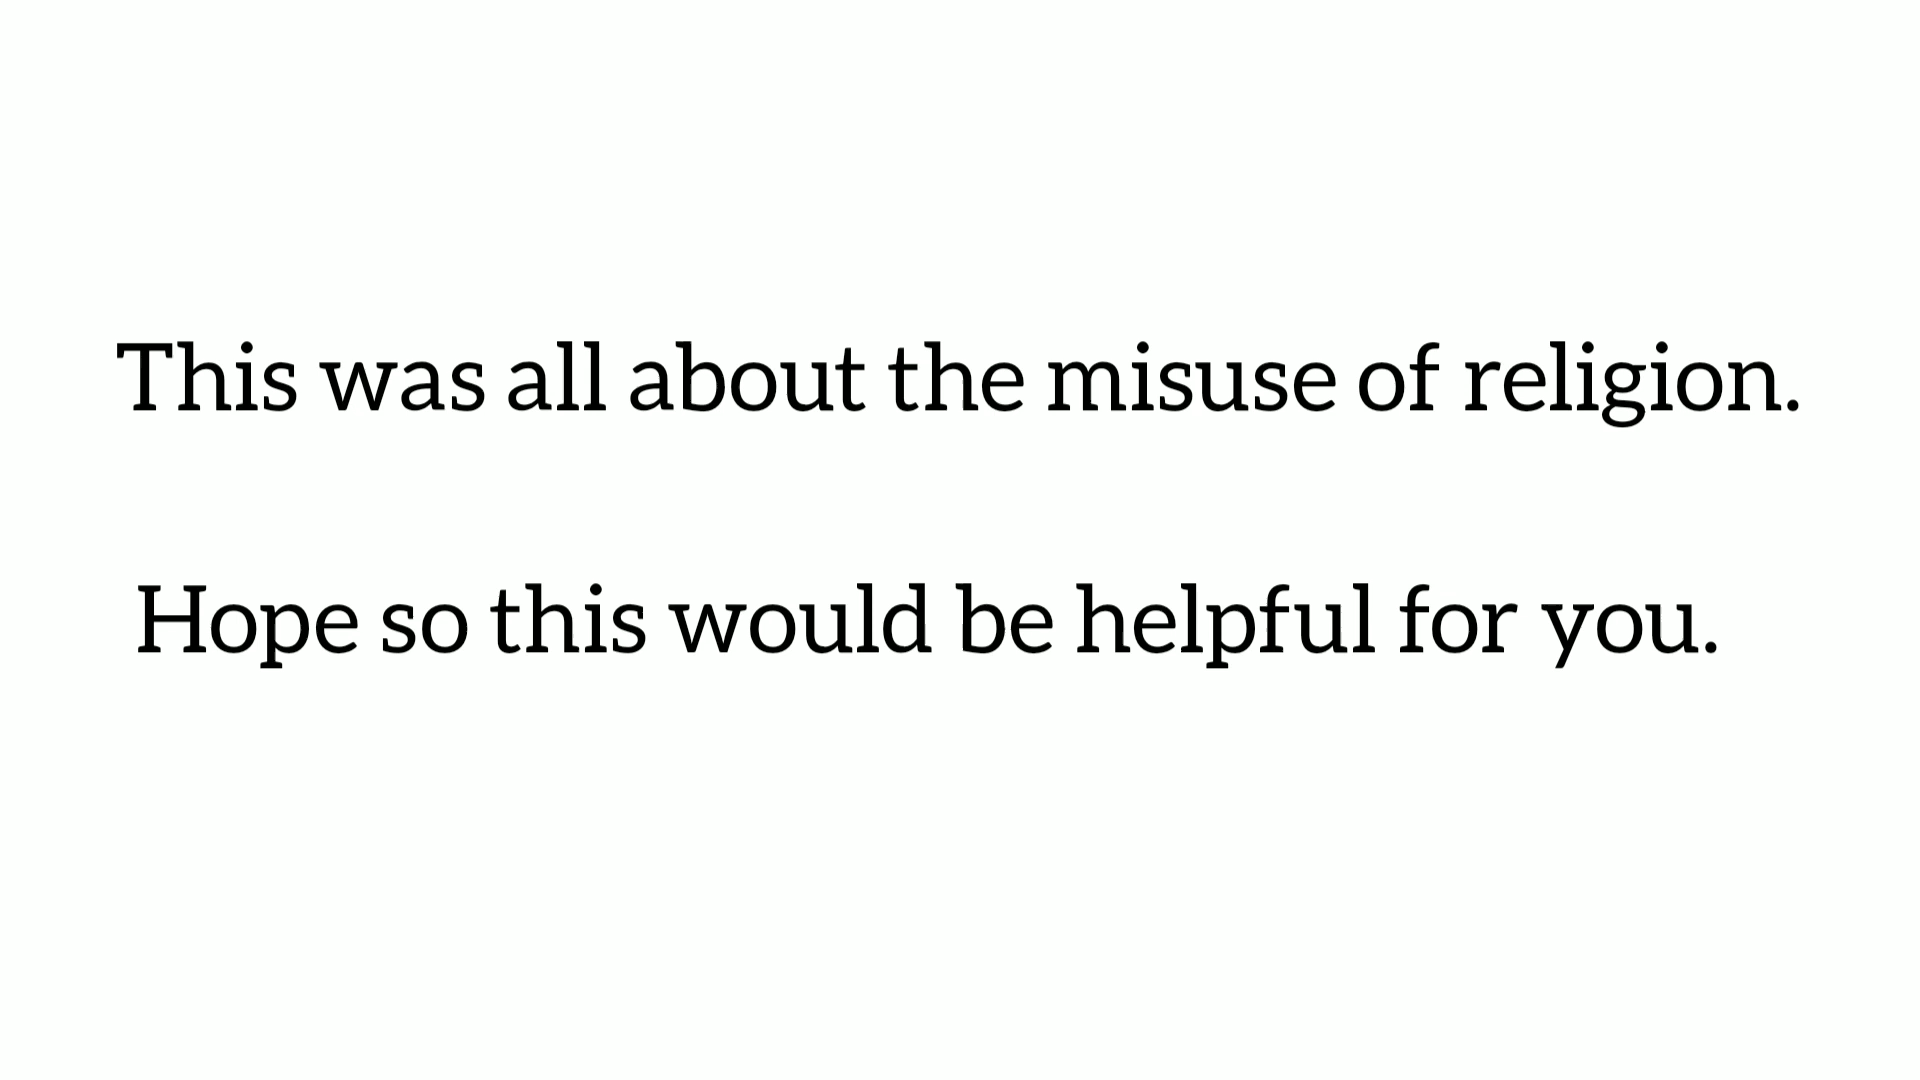 This was all about the misuse of religion.
Hope so this would be helpful for you.